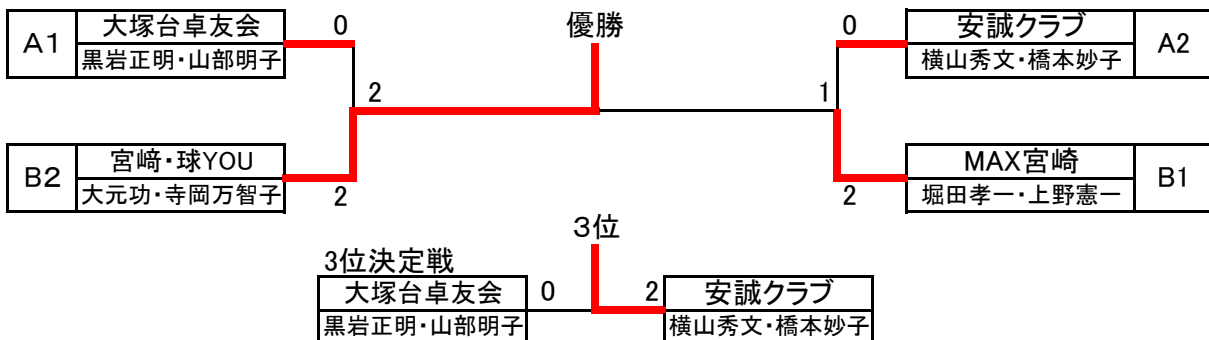 A1
大塚台卓友会
黒岩正明・山部明子
0
優勝
0
安誠クラブ
横山秀文・橋本妙子
A2
2
1
B2
宮﨑・球YOU
大元功・寺岡万智子
2
2
MAX宮崎
堀田孝一・上野憲一
B1
3位
3位決定戦
大塚台卓友会
黒岩正明・山部明子
0
2
安誠クラブ
横山秀文・橋本妙子